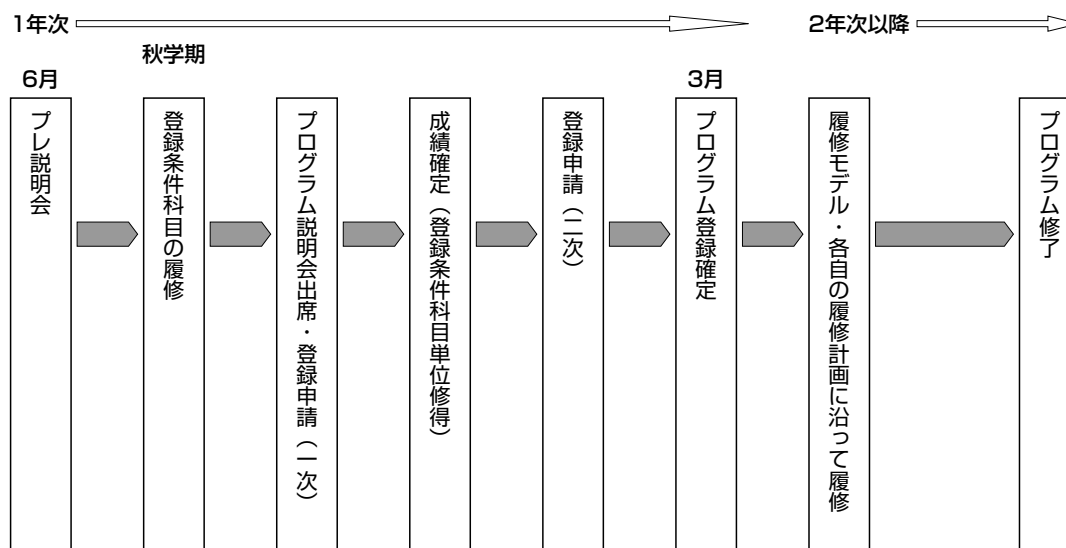 1年次
2年次以降
秋学期
6月
3月
プレ説明会
登録条件科目の履修
プログラム説明会出席・登録申請（一次）
成績確定（登録条件科目単位修得）
登録申請（二次）
プログラム登録確定
履修モデル・各自の履修計画に沿って履修
プログラム修了